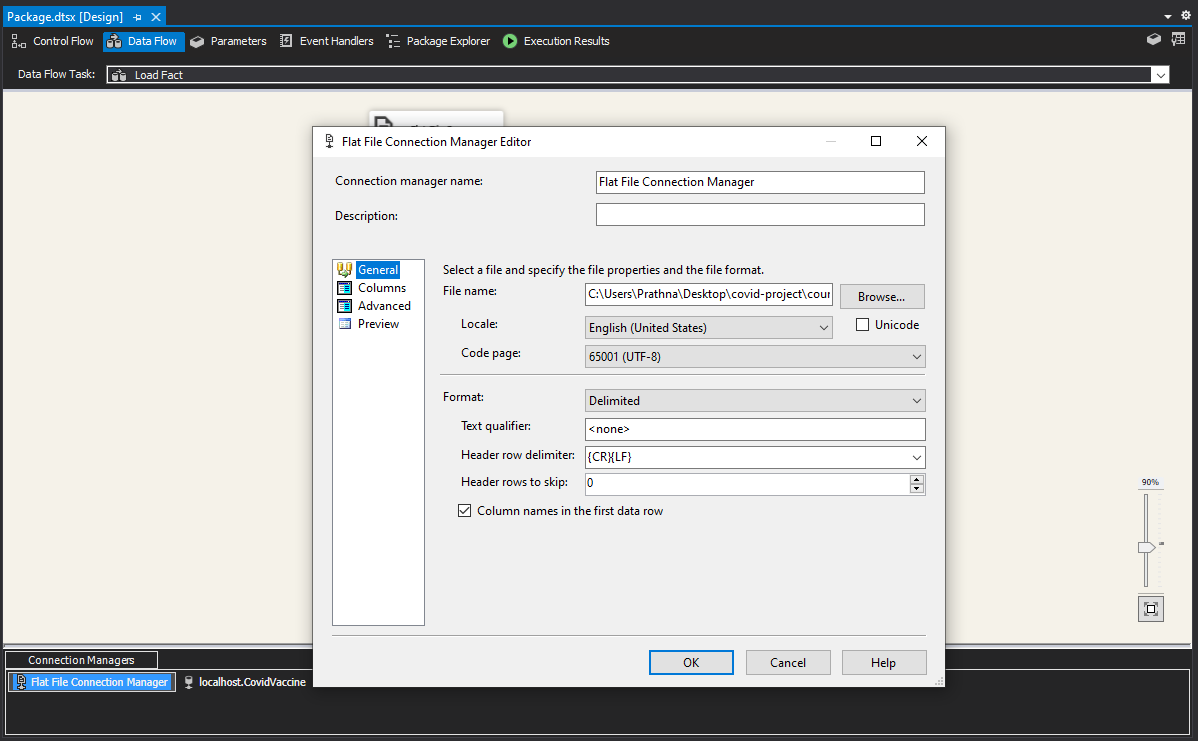 Package.dtsx [Design]
Control Flow
Data Flow
Parameters
Event Handlers
Package Explorer
Execution Results
Data Flow Task:
Load Fact
Flat File Connection Manager Editor
Connection manager name:
Flat File Connection Manager
Description:
General
Columns
Advanced
Preview
Select a file and specify the file properties and the file format.
File name:
C:\Users\Prathna\Desktop\covid-project\cour
Browse...
Locale:
English (United States)
Unicode
Code page:
65001 (UTF-8)
Format:
Delimited
Text qualifier:
<none>
Header row delimiter:
{CR}{LF}
Header rows to skip:
0
Column names in the first data row
90%
OK
Cancel
Help
Connection Managers
Flat File Connection Manager
localhost.CovidVaccine